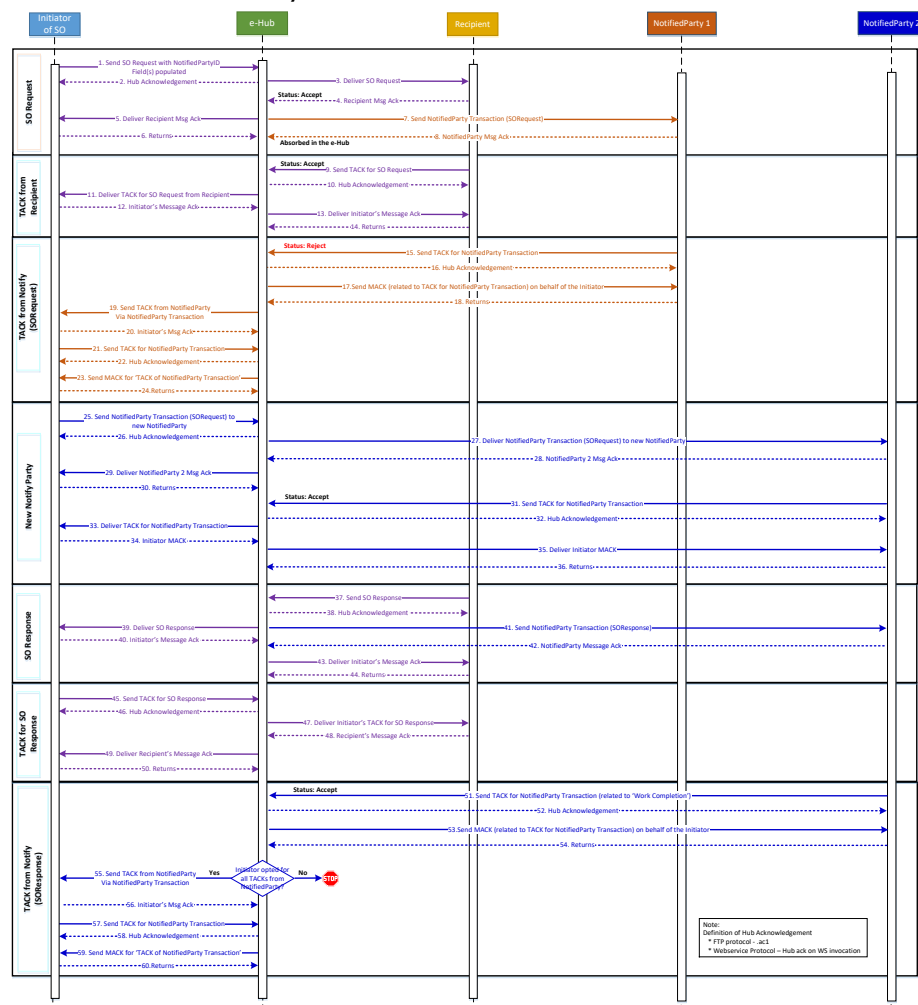 Initiator
of SO
e-Hub
Recipient
NotifiedParty 1
NotifiedParty 2
SO Request
1. Send SO Request with NotifiedPartyID
Field(s) populated
2. Hub Acknowledgement
3. Deliver SO Request
Status: Accept
4. Recipient Msg Ack
5. Deliver Recipient Msg Ack
7. Send NotifiedParty Transaction (SORequest)
6. Returns
8. NotifiedParty Msg Ack
Absorbed in the e-Hub
TACK from
Recipient
Status: Accept
9. Send TACK for SO Request
10. Hub Acknowledgement
11. Deliver TACK for SO Request from Recipient
12. Initiator's Message Ack
13. Deliver Initiator's Message Ack
14. Returns
TACK from Notify
(SORequest)
Status: Reject
15. Send TACK for NotifiedParty Transaction
16. Hub Acknowledgement
17.Send MACK (related to TACK for NotifiedParty Transaction) on behalf of the Initiator
18. Returns
19. Send TACK from NotifiedParty
Via NotifiedParty Transaction
20. Initiator's Msg Ack
21. Send TACK for NotifiedParty Transaction
22. Hub Acknowledgement
23. Send MACK for 'TACK of NotifiedParty Transaction'
24.Returns
New Notify Party
25. Send NotifiedParty Transaction (SORequest) to
new NotifiedParty
26. Hub Acknowledgement
27. Deliver NotifiedParty Transaction (SORequest) to new NotifiedParty
28. NotifiedParty 2 Msg Ack
29. Deliver NotifiedParty 2 Msg Ack
30. Returns
Status: Accept
31. Send TACK for NotifiedParty Transaction
32. Hub Acknowledgement
33. Deliver TACK for NotifiedParty Transaction
34. Initiator MACK
35. Deliver Initiator MACK
36. Returns
SO Response
37. Send SO Response
38. Hub Acknowledgement
39. Deliver SO Response
41. Send NotifiedParty Transaction (SOResponse)
40. Initiator's Message Ack
42. NotifiedParty Message Ack
43. Deliver Initiator's Message Ack
44. Returns
TACK for SO
Response
45. Send TACK for SO Response
46. Hub Acknowledgement
47. Deliver Initiator's TACK for SO Response
48. Recipient's Message Ack
49. Deliver Recipient's Message Ack
50. Returns
TACK from Notify
(SOResponse)
Status: Accept
51. Send TACK for NotifiedParty Transaction (related to 'Work Completion')
52. Hub Acknowledgement
53.Send MACK (related to TACK for NotifiedParty Transaction) on behalf of the Initiator
54. Returns
55. Send TACK from NotifiedParty
Via NotifiedParty Transaction
Yes
Initiator opted for
all TACKs from
NotifiedParty?
No
STOP
56. Initiator's Msg Ack
57. Send TACK for NotifiedParty Transaction
58. Hub Acknowledgement
59. Send MACK for 'TACK of NotifiedParty Transaction'
60.Returns
Note:
Definition of Hub Acknowledgement
* FTP protocol - .ac1
* Webservice Protocol – Hub ack on WS invocation